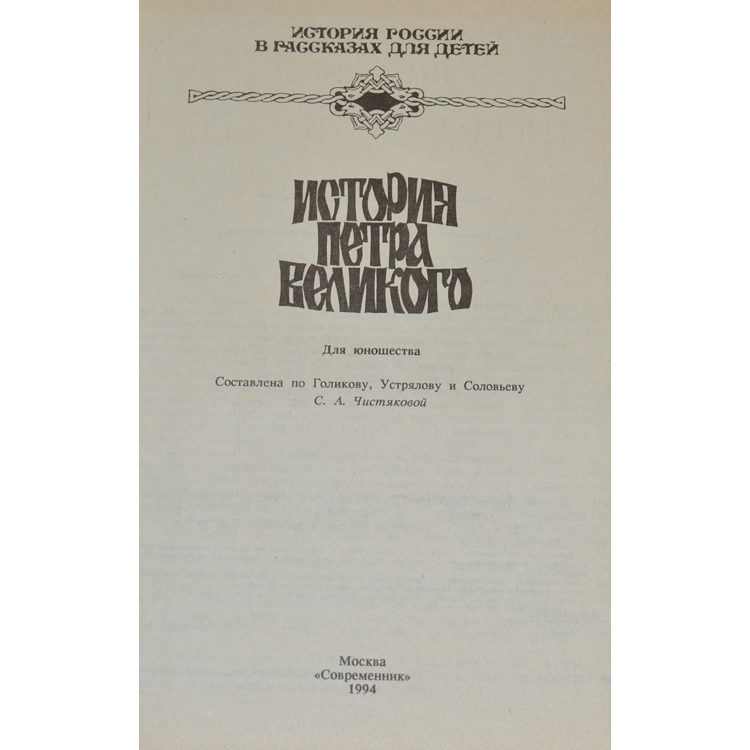 ИСТОРИЯ РОССИИ
В РАССКАЗАХ ДЛЯ ДЕТЕЙ
ИСТОРИЯ
ПЕТРА
ВЕЛИКОГО
Для юношества
Составлена по Голикову, Устрялову и Соловьеву
С. А. Чистяковой
Москва
«Современник»
1994